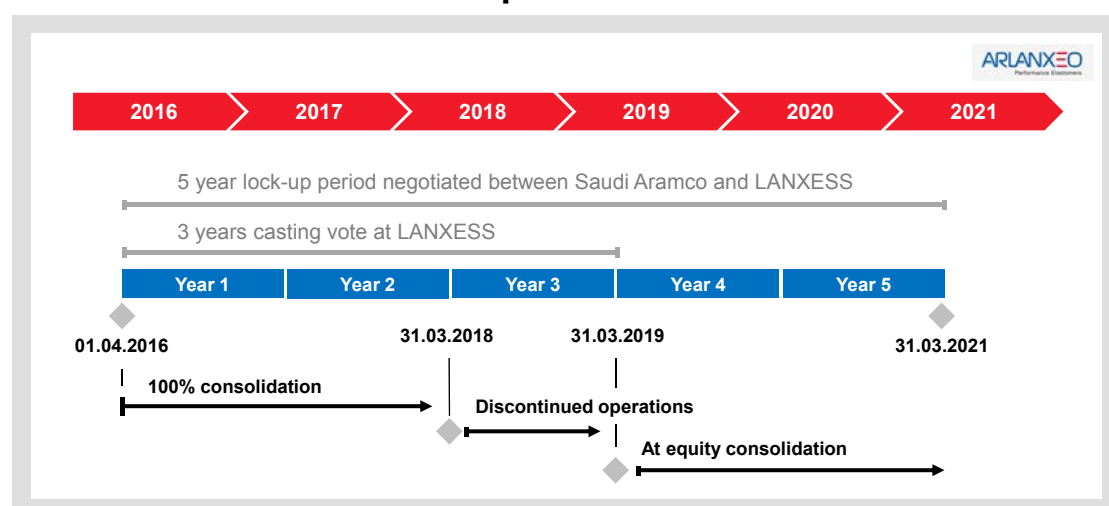 ARLANXEO
Performance Elastomers
2016 2017 2018 2019 2020 2021
5 year lock-up period negotiated between Saudi Aramco and LANXESS
3 years casting vote at LANXESS
Year 1 Year 2 Year 3 Year 4 Year 5
01.04.2016 31.03.2018 31.03.2019 31.03.2021
100% consolidation
Discontinued operations
At equity consolidation